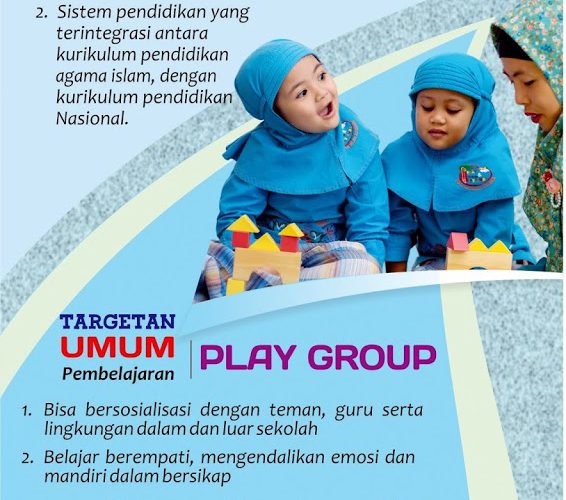 2. Sistem pendidikan yang
terintegrasi antara
kurikulum pendidikan
agama islam, dengan
kurikulum pendidikan
Nasional.
TARGETAN
UMUM
Pembelajaran
PLAY GROUP
1. Bisa bersosialisasi dengan teman, guru serta
lingkungan dalam dan luar sekolah
2. Belajar berempati, mengendalikan emosi dan
mandiri dalam bersikap